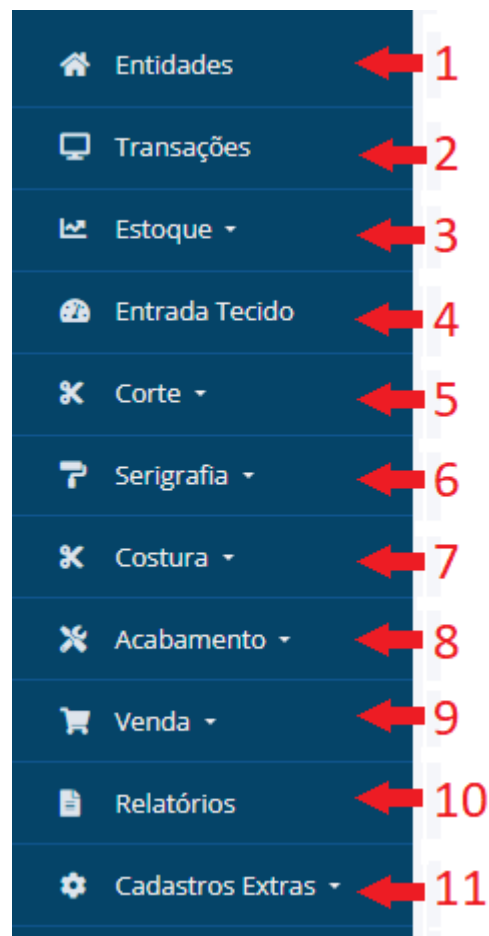 Entidades 1
Transações 2
Estoque 3
Entrada Tecido 4
Corte 5
Serigrafia 6
Costura 7
Acabamento 8
Venda 9
Relatórios 10
Cadastros Extras 11